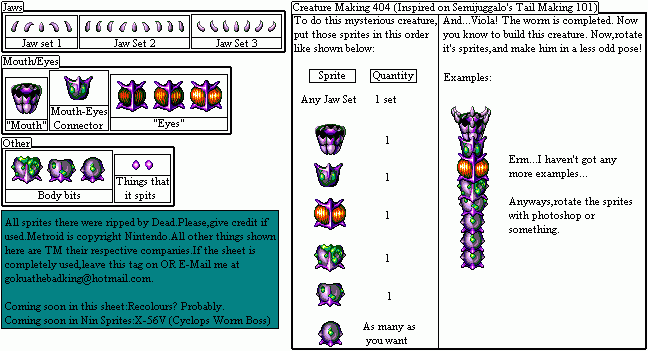 Jaws
Jaw set 1
Jaw Set 2
Jaw Set 3
Mouth/Eyes
"Mouth"
Mouth-Eyes
Connector
"Eyes"
Other
Body bits
Things that
it spits
All sprites there were ripped by Dead.Please,give credit if
used.Metroid is copyright Nintendo.All other things shown
here are TM their respective companies.If the sheet is
completely used,leave this tag on OR E-Mail me at
gokuathebadking@hotmail.com.
Coming soon in this sheet:Recolours? Probably.
Coming soon in Nin Sprites:X-56V (Cyclops Worm Boss)
Creature Making 404 (Inspired on Semijuggalo's Tail Making 101)
To do this mysterious creature,
put those sprites in this order
like shown below:
Sprite
Quantity
Any Jaw Set
1 set
1
1
1
1
1
As many as
you want
And...Viola! The worm is completed. Now
you know to build this creature. Now,rotate
it's sprites,and make him in a less odd pose!
Examples:
Erm...I haven't got any
more examples...
Anyways,rotate the sprites
with photoshop or
something.